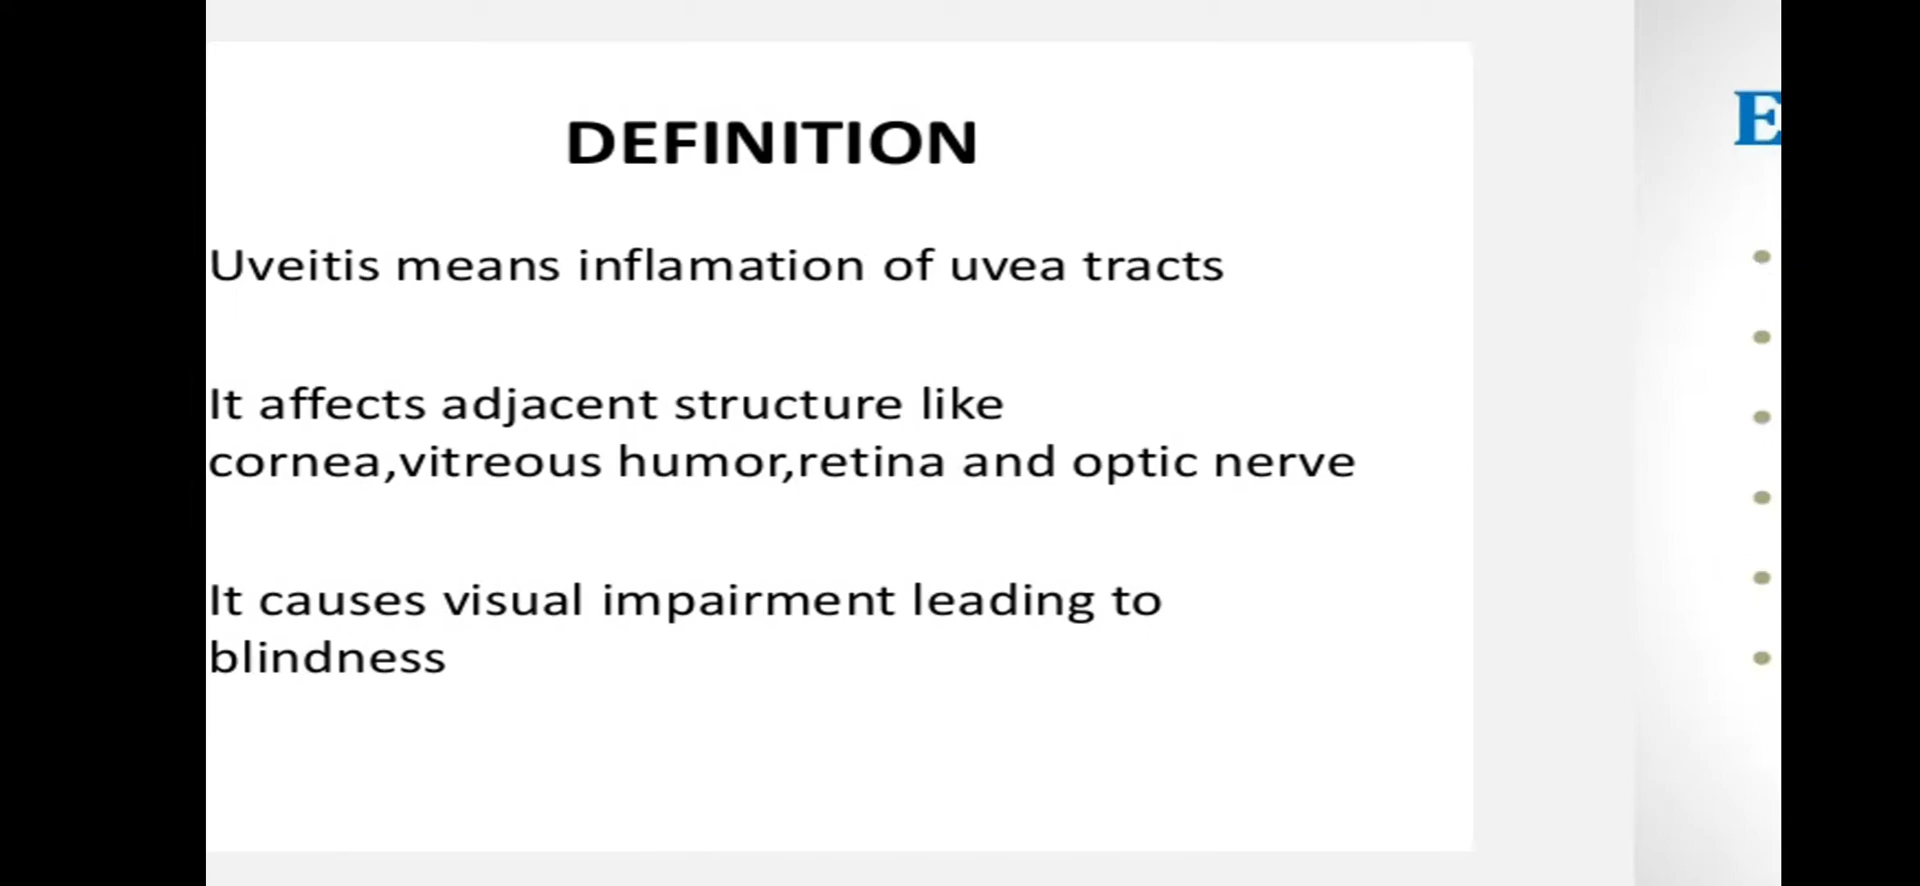 DEFINITION
Uveitis means inflamation of uvea tracts
It affects adjacent structure like
cornea,vitreous humor,retina and optic nerve
It causes visual impairment leading to
blindness
E